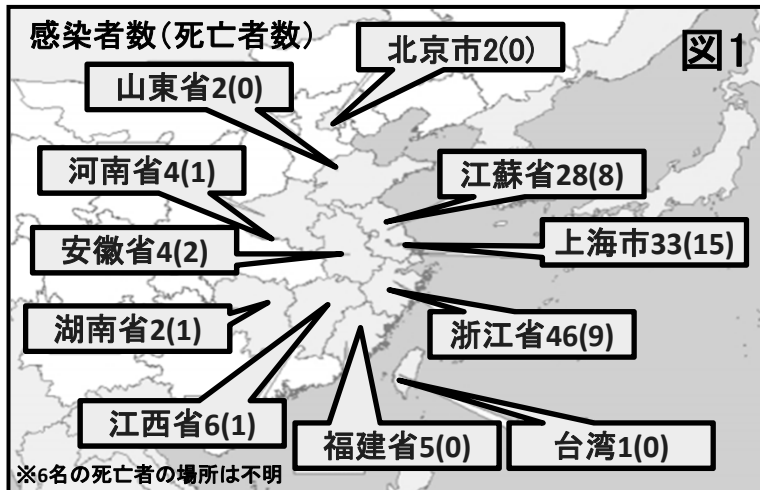 感染者数(死亡者数)
図1
北京市2(0)
山東省2(0)
河南省4(1)
江蘇省28(8)
上海市33(15)
安徽省4(2)
湖南省2(1)
浙江省46(9)
江西省6(1)
福建省5(0)
台湾1(0)
※6名の死亡者の場所は不明